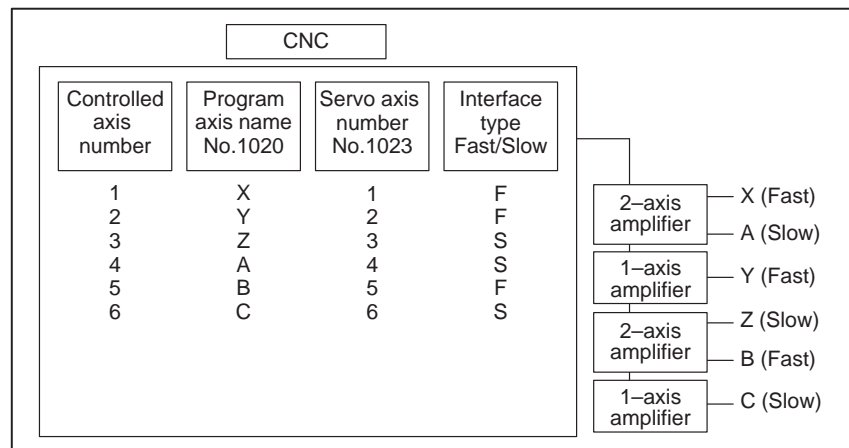 CNC
Controlled
axis
number
Program
axis name
No.1020
Servo axis
number
No.1023
Interface
type
Fast/Slow
1 X 1 F
2 Y 2 F
3 Z 3 S
4 A 4 S
5 B 5 F
6 C 6 S
2–axis
amplifier
X (Fast)
A (Slow)
1–axis
amplifier
Y (Fast)
2–axis
amplifier
Z (Slow)
B (Fast)
1–axis
amplifier
C (Slow)